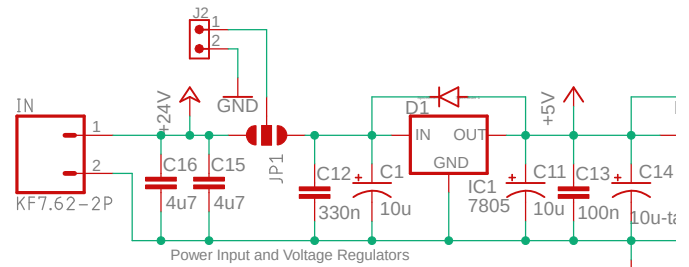 J2
1
2
IN
+24V
GND
D1
+5V
1
2
JP1
IN
OUT
GND
C16
4u7
C15
4u7
C12
330n
C1
10u
IC1
7805
C11
10u
C13
100n
C14
10u-ta
KF7.62-2P
Power Input and Voltage Regulators